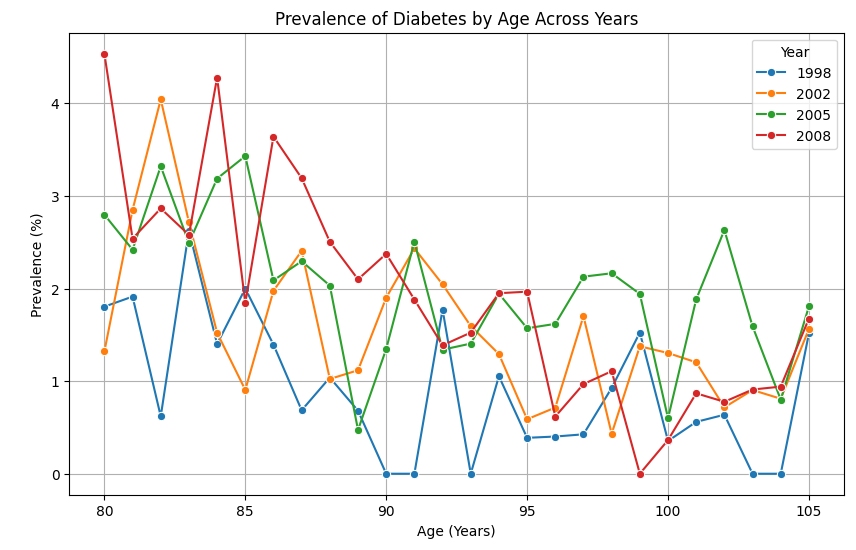 Prevalence of Diabetes by Age Across Years
Year
1998
2002
2005
2008
4
3
2
1
0
Prevalence (%)
80 85 90 95 100 105
Age (Years)